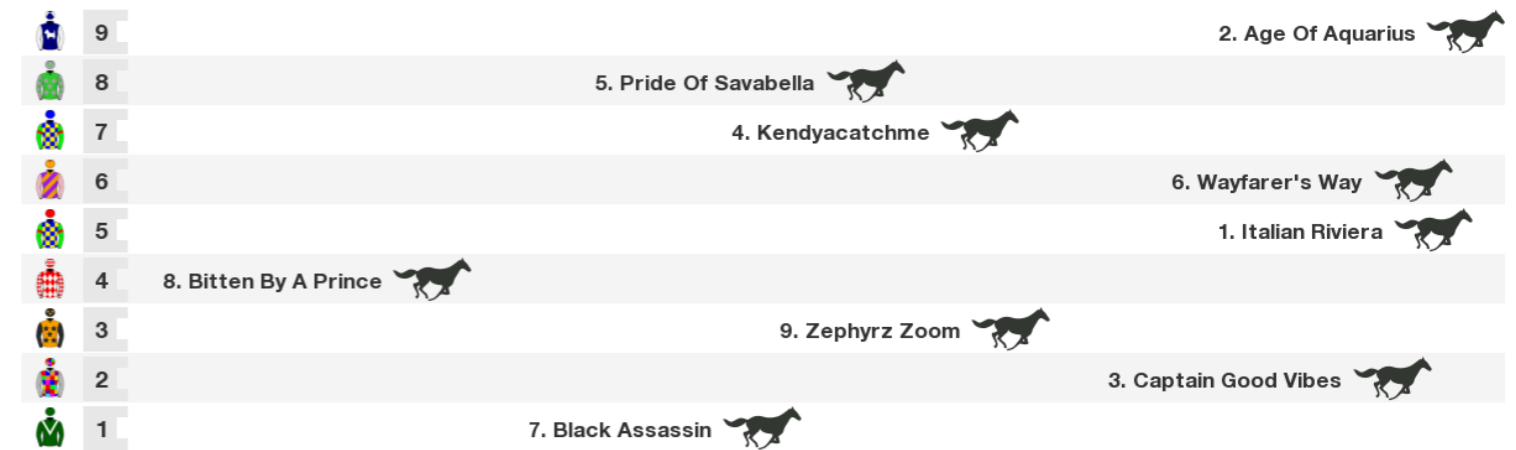 9 2. Age Of Aquarius
8 5. Pride Of Savabella
7 4. Kendyacatchme
6 6. Wayfarer's Way
5 1. Italian Riviera
4 8. Bitten By A Prince
3 9. Zephyrz Zoom
2 3. Captain Good Vibes
1 7. Black Assassin